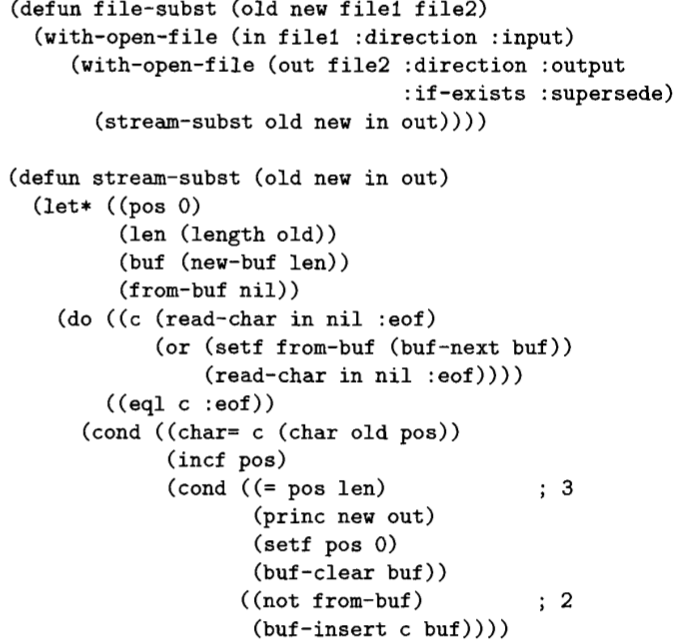 (defun file-subst (old new file1 file2)
  (with-open-file (in file1 :direction :input)
     (with-open-file (out file2 :direction :output
                                :if-exists :supersede)
       (stream-subst old new in out))))

(defun stream-subst (old new in out)
  (let* ((pos 0)
         (len (length old))
         (buf (new-buf len))
         (from-buf nil))
    (do ((c (read-char in nil :eof)
            (or (setf from-buf (buf-next buf))
                (read-char in nil :eof))))
        ((eql c :eof))
      (cond ((char= c (char old pos))
             (incf pos)
             (cond ((= pos len)            ; 3
                    (princ new out)
                    (setf pos 0)
                    (buf-clear buf))
                   ((not from-buf)         ; 2
                    (buf-insert c buf))))